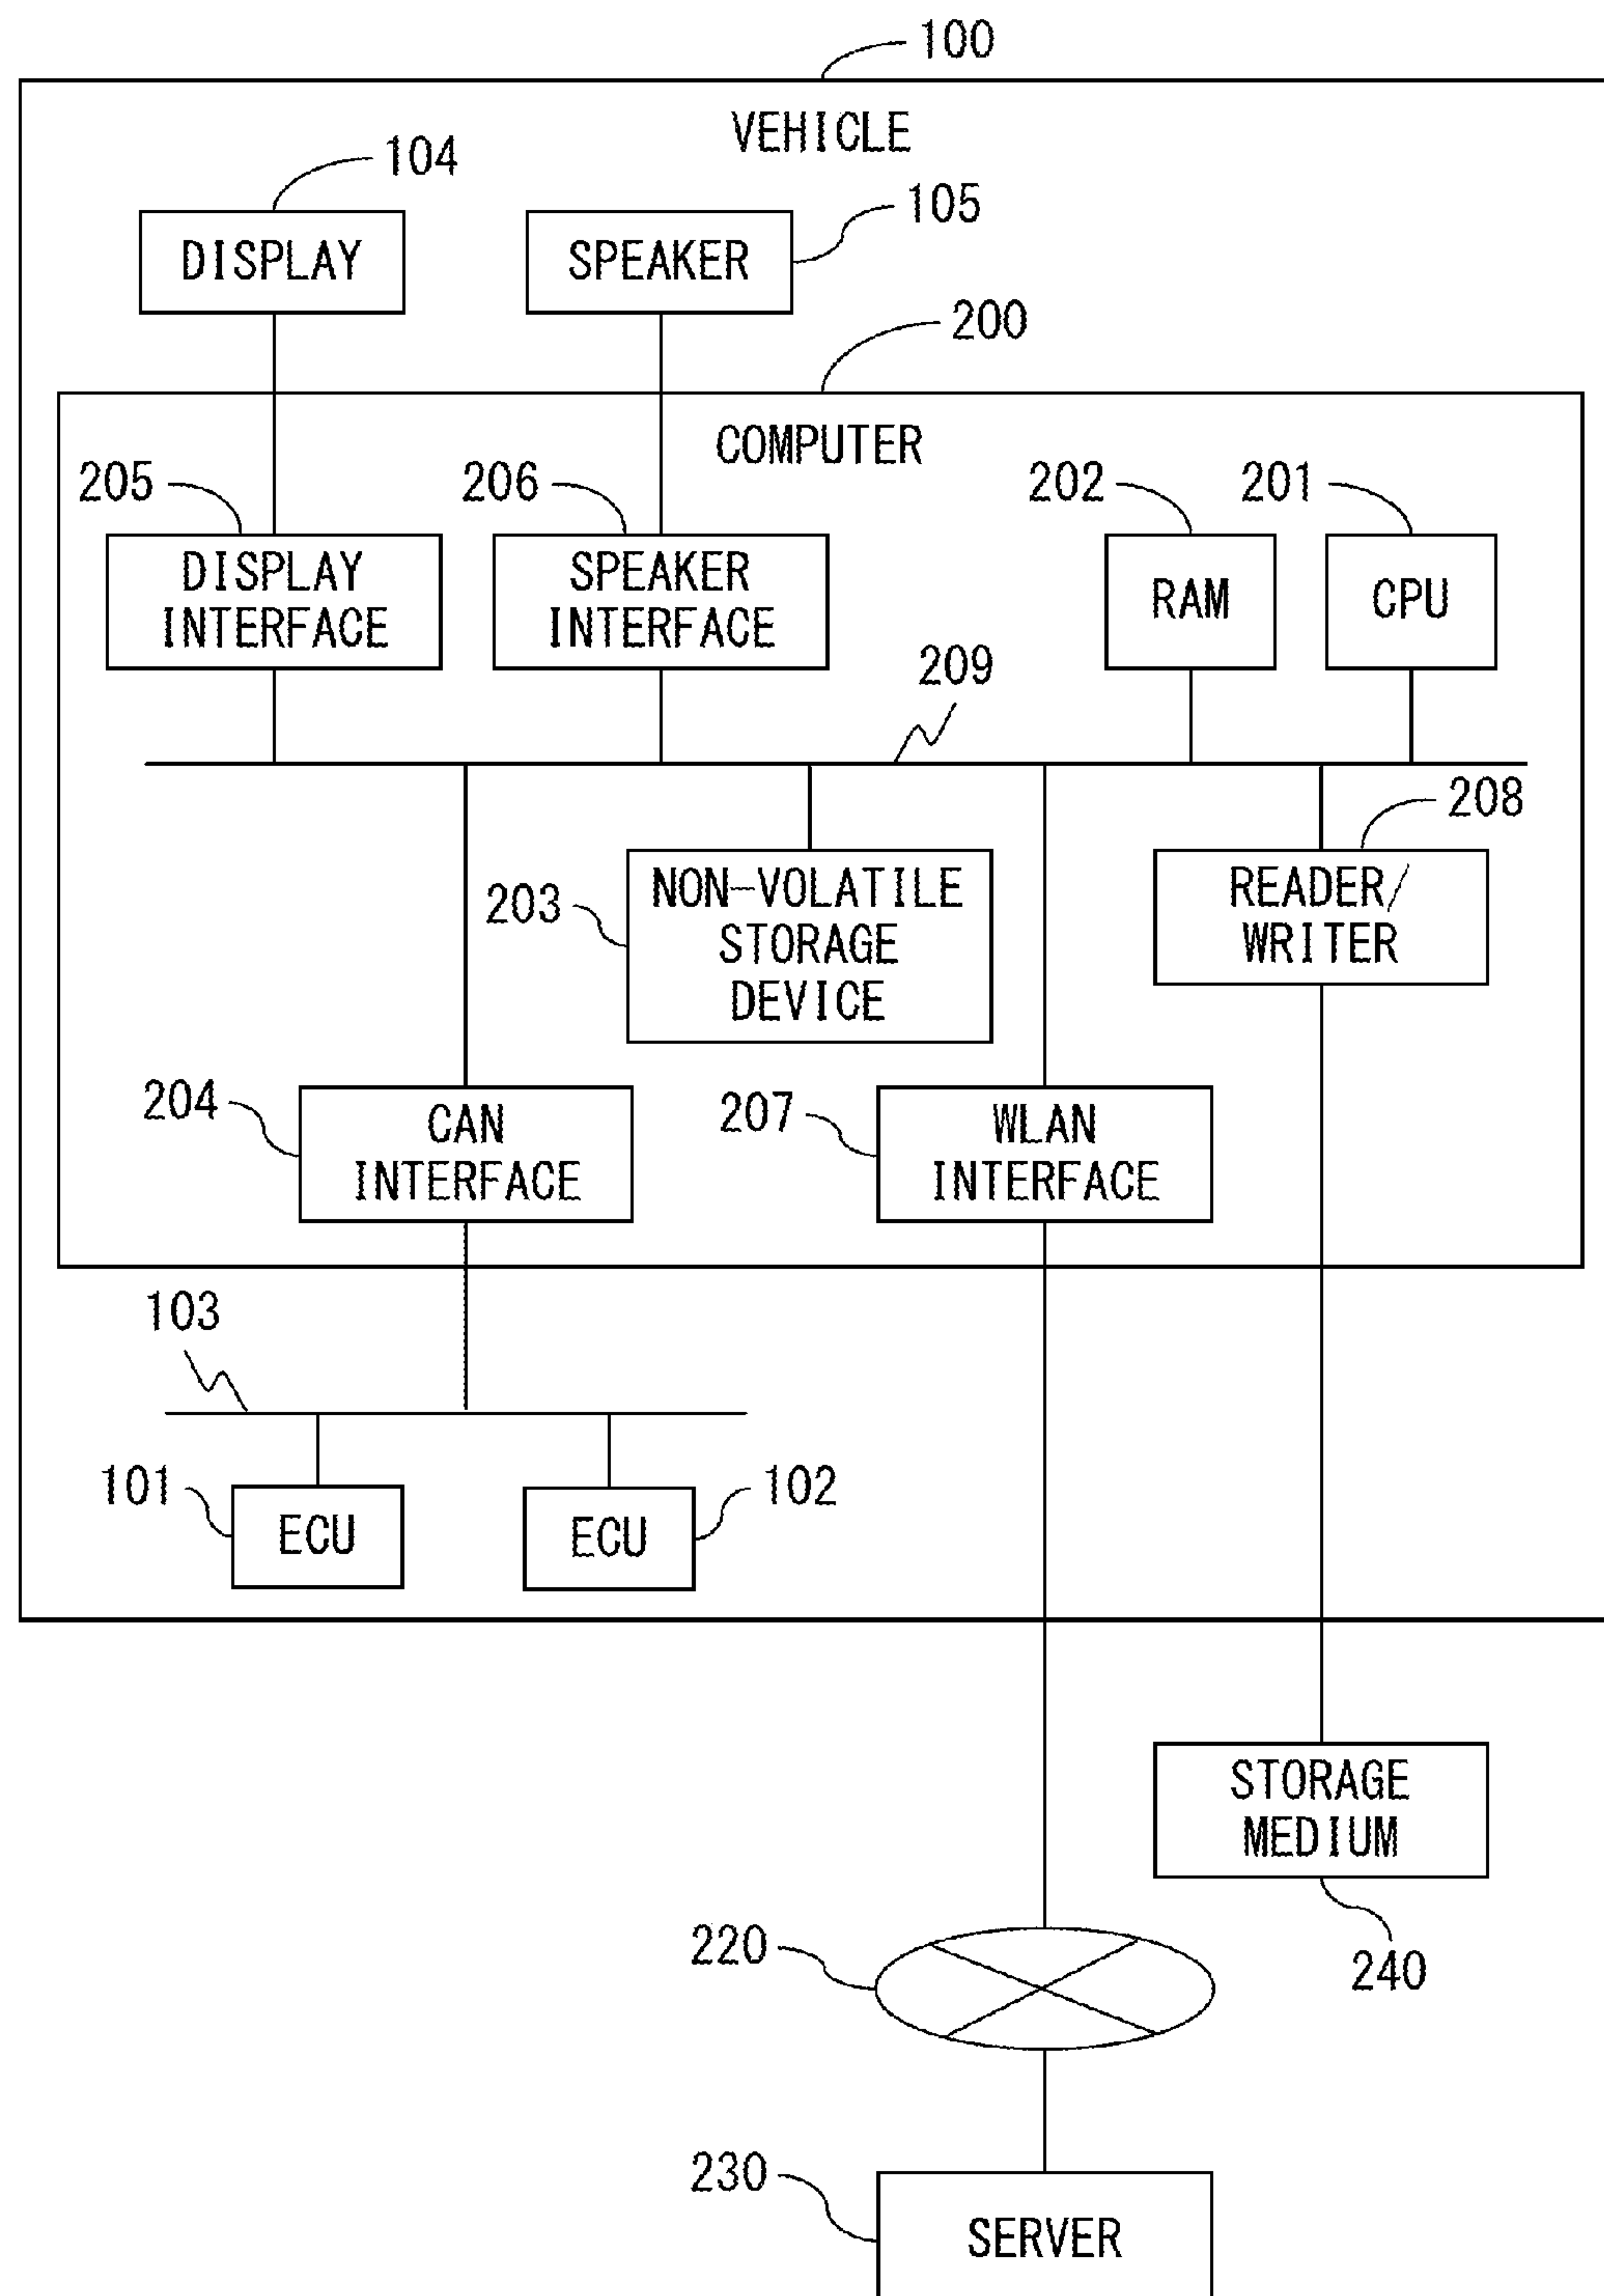 100
VEHICLE
104
105
DISPLAY
SPEAKER
200
COMPUTER
205
206
202
201
DISPLAY
INTERFACE
SPEAKER
INTERFACE
RAM
CPU
209
208
203
NON-VOLATILE
STORAGE
DEVICE
READER/
WRITER
204
CAN
INTERFACE
207
WLAN
INTERFACE
103
101
ECU
102
ECU
STORAGE
MEDIUM
240
220
230
SERVER